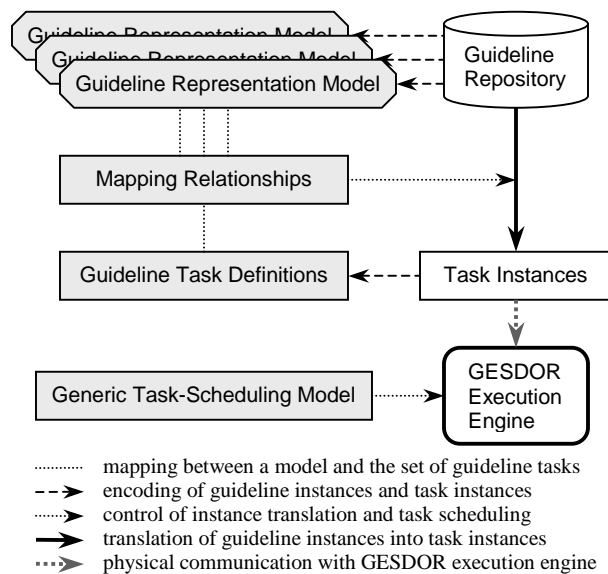 Guideline Representation Model
Guideline Representation Model
Guideline Representation Model
Guideline
Repository
Mapping Relationships
Guideline Task Definitions
Task Instances
Generic Task-Scheduling Model
GESDOR
Execution
Engine
mapping between a model and the set of guideline tasks
encoding of guideline instances and task instances
control of instance translation and task scheduling
translation of guideline instances into task instances
physical communication with GESDOR execution engine